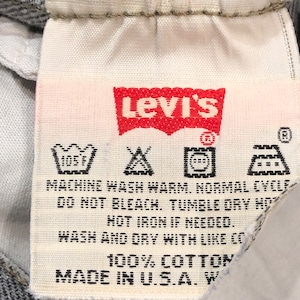 LEVI'S
®
®
105F
MACHINE WASH WARM. NORMAL CYCLE
DO NOT BLEACH. TUMBLE DRY
HOT IRON IF NEEDED.
WASH AND DRY WITH LIKE
100% COTTON
MADE IN U.S.A.